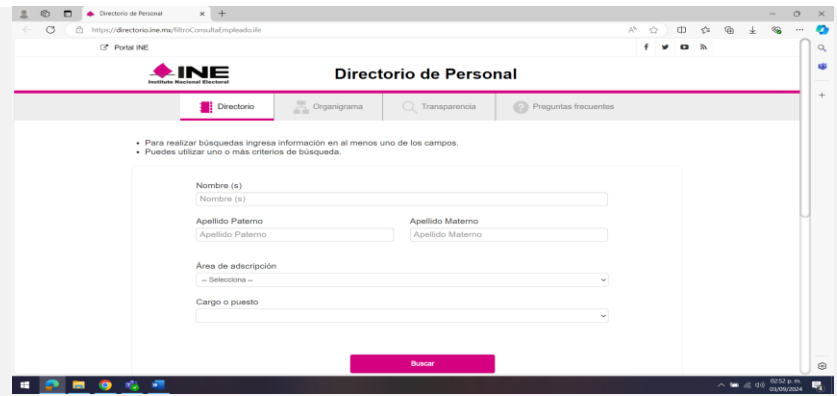 Directorio de Personal
https://directorio.ine.mx/filtroConsultaEmpleado.ife
Portal INE
INE
Instituto Nacional Electoral
Directorio de Personal
Directorio
Organigrama
Transparencia
Preguntas frecuentes
Para realizar búsquedas ingresa información en al menos uno de los campos.
Puedes utilizar uno o más criterios de búsqueda.
Nombre (s)
Nombre (s)
Apellido Paterno Apellido Materno
Apellido Paterno Apellido Materno
Área de adscripción
-- Selecciona --
Cargo o puesto
Buscar
02:52 p. m.
03/09/2024